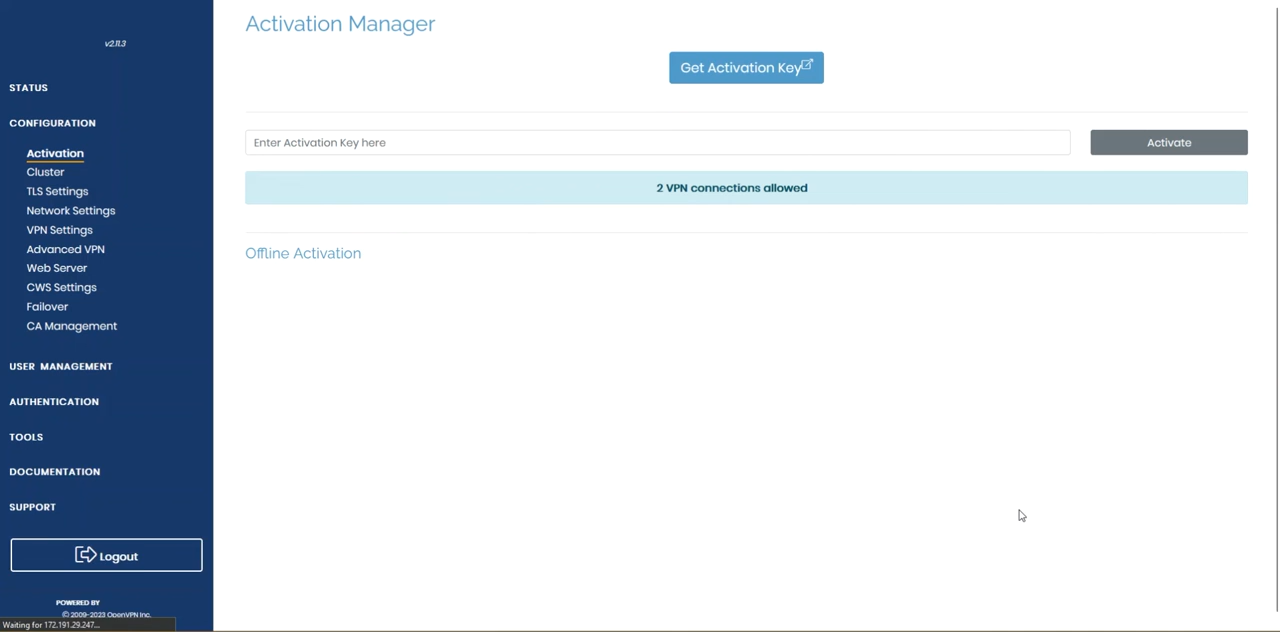 v2.11.3
STATUS
CONFIGURATION
Activation
Cluster
TLS Settings
Network Settings
VPN Settings
Advanced VPN
Web Server
CWS Settings
Failover
CA Management
USER MANAGEMENT
AUTHENTICATION
TOOLS
DOCUMENTATION
SUPPORT
Logout
POWERED BY
© 2009-2023 OpenVPN Inc.
Waiting for 172.191.29.247...
Activation Manager
Get Activation Key
Enter Activation Key here
Activate
2 VPN connections allowed
Offline Activation